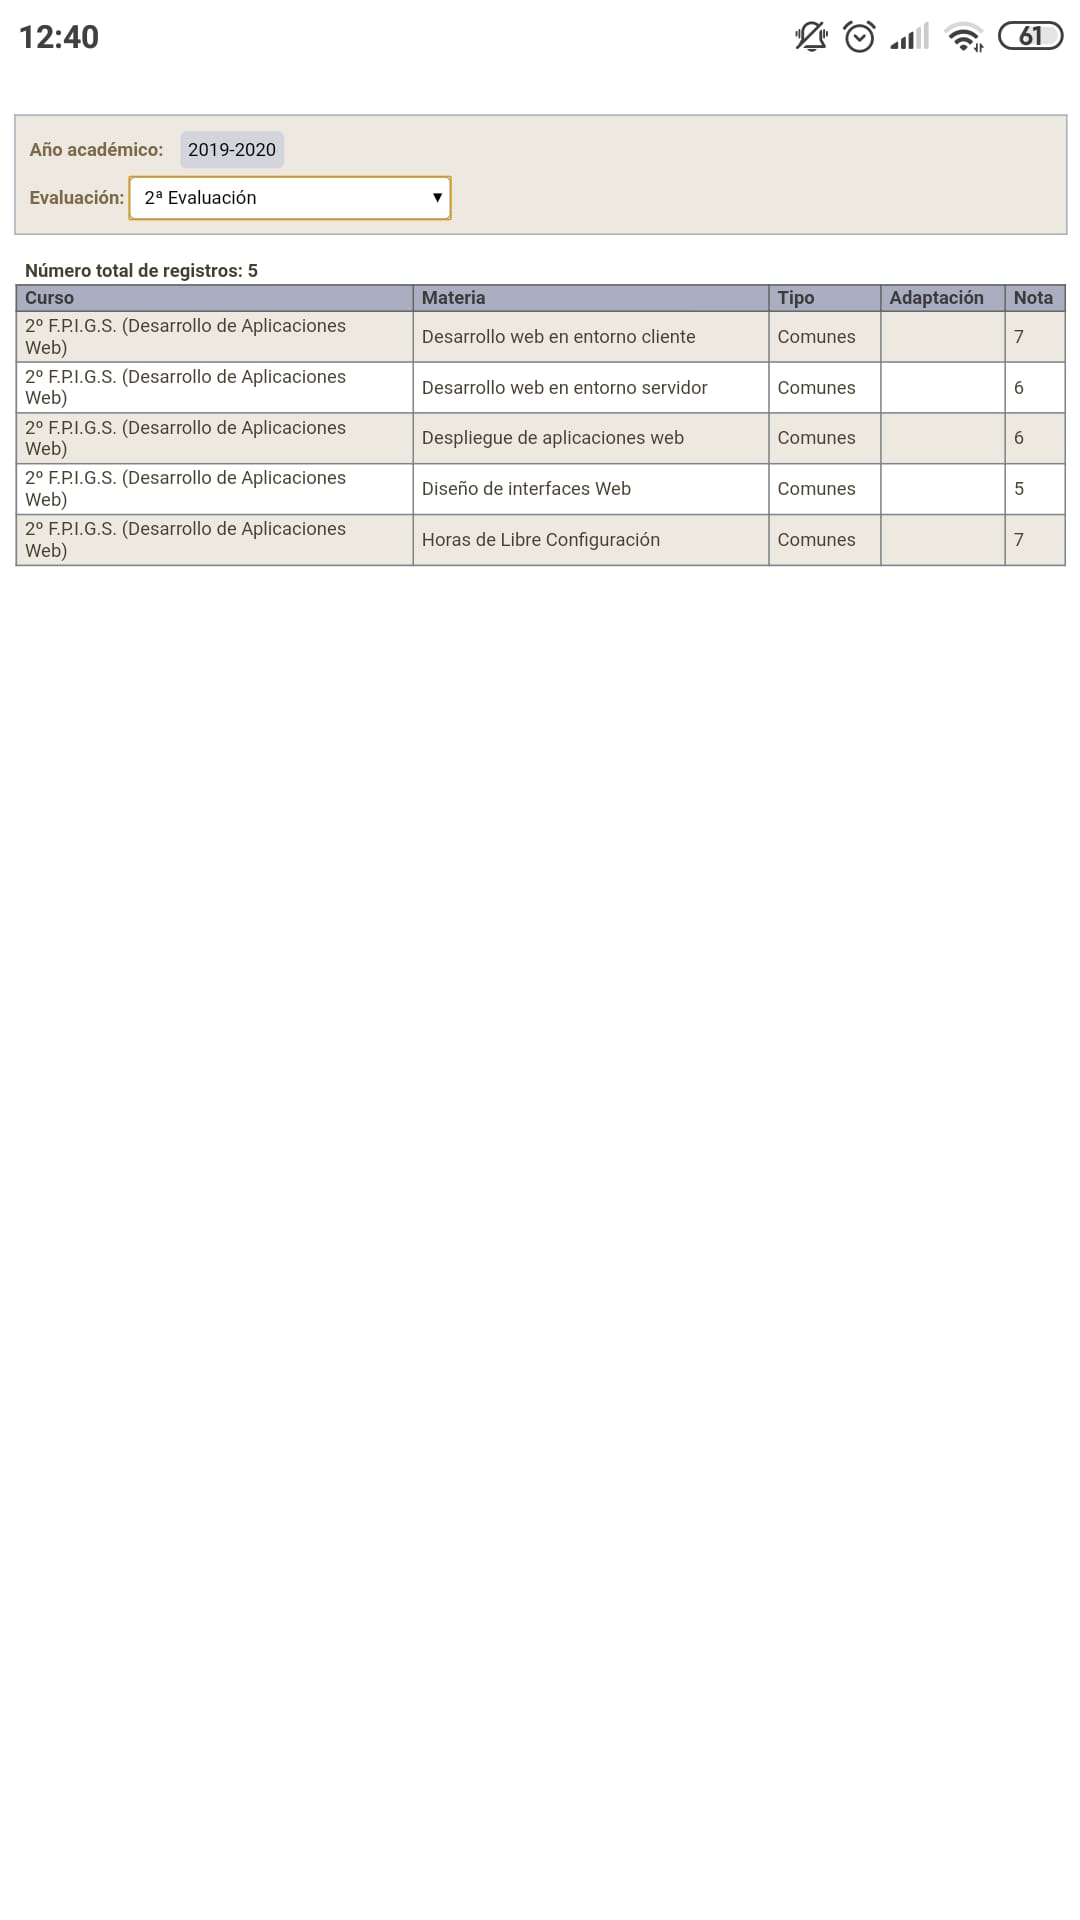 12:40
61
Año académico: 2019-2020
Evaluación: 2ª Evaluación
Número total de registros: 5
Curso Materia Tipo Adaptación Nota
2º F.P.I.G.S. (Desarrollo de Aplicaciones
Web) Desarrollo web en entorno cliente Comunes 7
2º F.P.I.G.S. (Desarrollo de Aplicaciones
Web) Desarrollo web en entorno servidor Comunes 6
2º F.P.I.G.S. (Desarrollo de Aplicaciones
Web) Despliegue de aplicaciones web Comunes 6
2º F.P.I.G.S. (Desarrollo de Aplicaciones
Web) Diseño de interfaces Web Comunes 5
2º F.P.I.G.S. (Desarrollo de Aplicaciones
Web) Horas de Libre Configuración Comunes 7